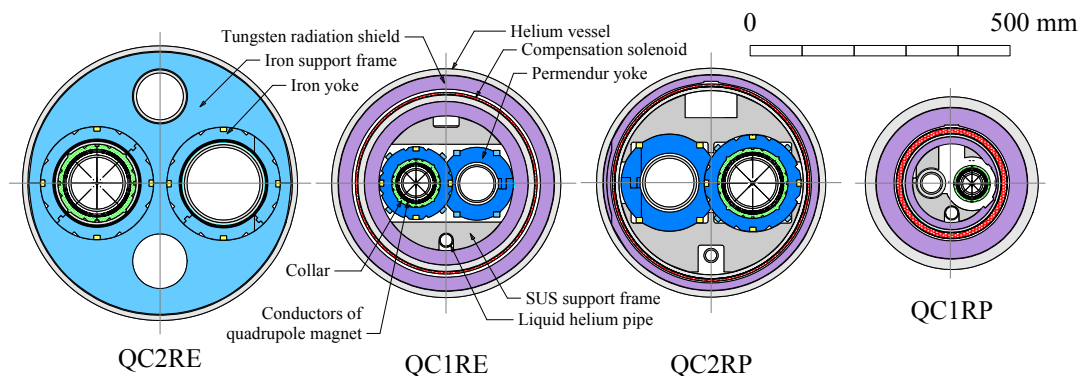 0
500 mm
Helium vessel
Tungsten radiation shield
Compensation solenoid
Iron support frame
Permendur yoke
Iron yoke
Collar
SUS support frame
Conductors of
quadrupole magnet
Liquid helium pipe
QC2RE
QC1RE
QC2RP
QC1RP